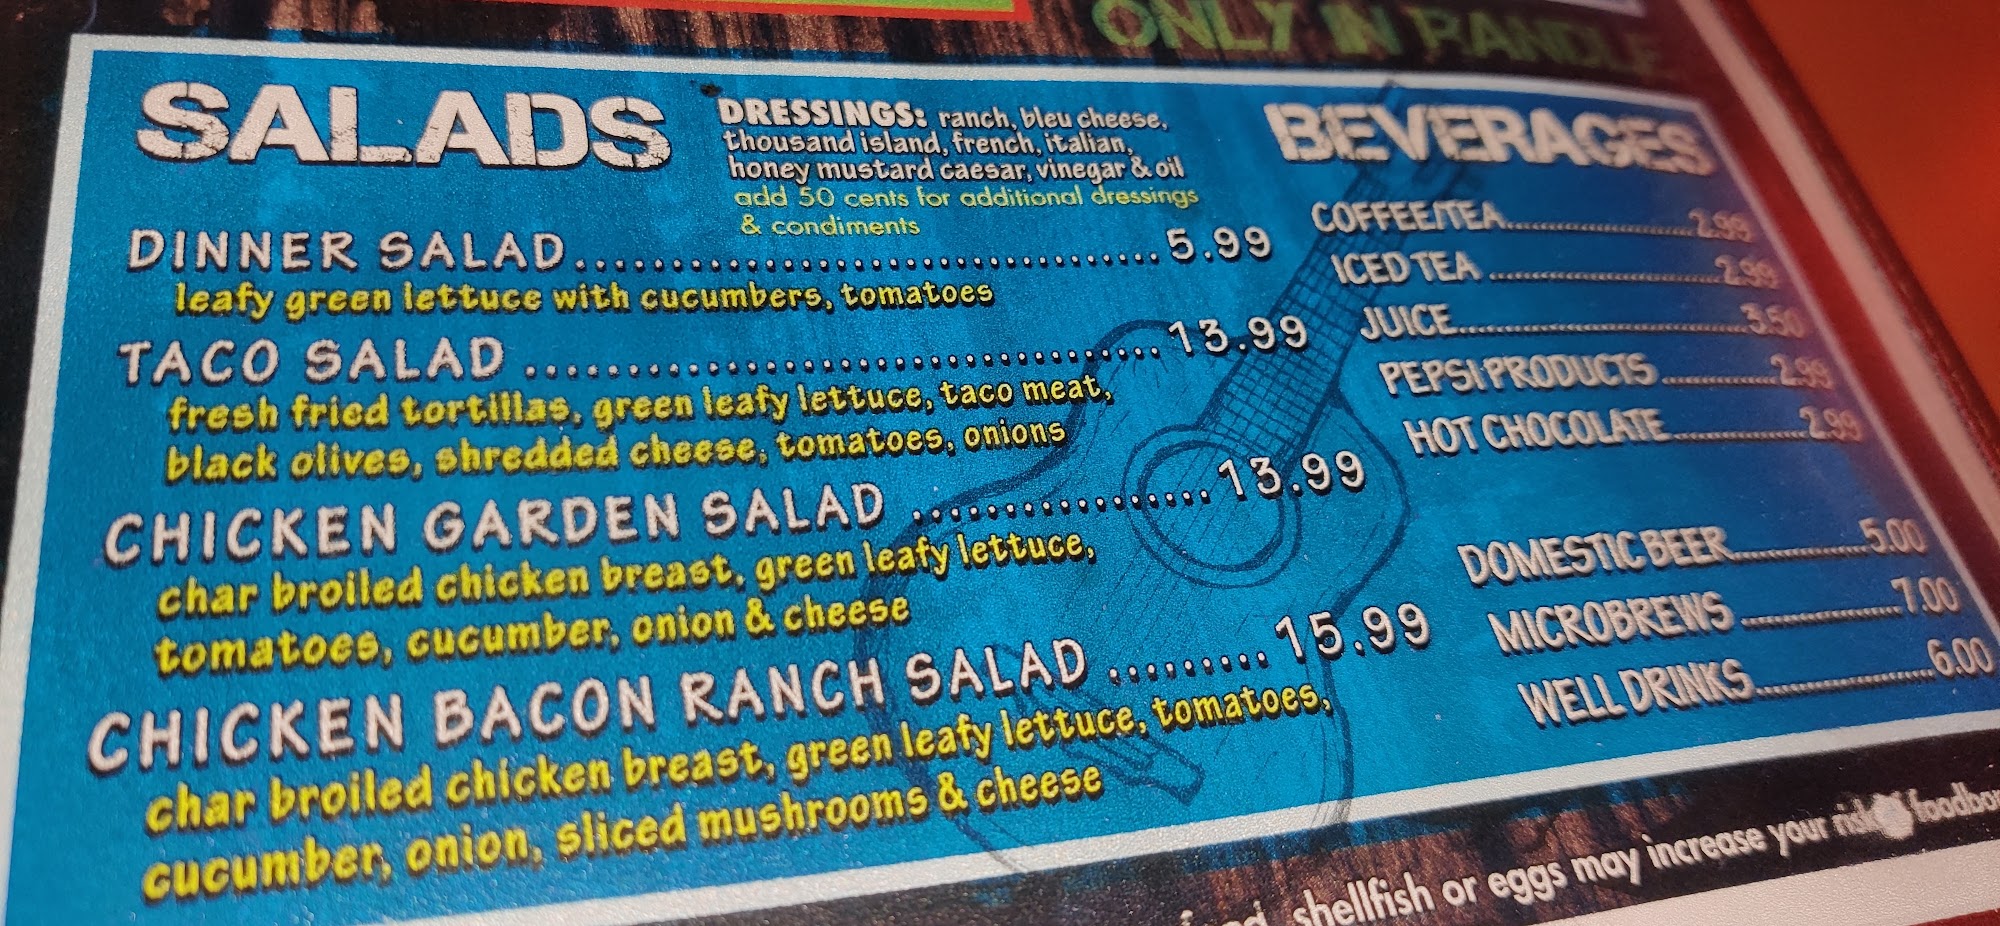 ONLY IN RANDLE
SALADS
DRESSINGS: ranch, bleu cheese,
thousand island, french, italian,
honey mustard caesar, vinegar & oil
add 50 cents for additional dressings
& condiments
DINNER SALAD 5.99
leafy green lettuce with cucumbers, tomatoes
TACO SALAD 13.99
fresh fried tortillas, green leafy lettuce, taco meat,
black olives, shredded cheese, tomatoes, onions
CHICKEN GARDEN SALAD 13.99
char broiled chicken breast, green leafy lettuce,
tomatoes, cucumber, onion & cheese
CHICKEN BACON RANCH SALAD 15.99
char broiled chicken breast, green leafy lettuce, tomatoes,
cucumber, onion, sliced mushrooms & cheese
BEVERAGES
COFFEE/TEA 2.99
ICED TEA 2.99
JUICE 3.50
PEPSI PRODUCTS 2.99
HOT CHOCOLATE 2.99
DOMESTIC BEER 5.00
MICROBREWS 7.00
WELL DRINKS 6.00
shellfish or eggs may increase your risk